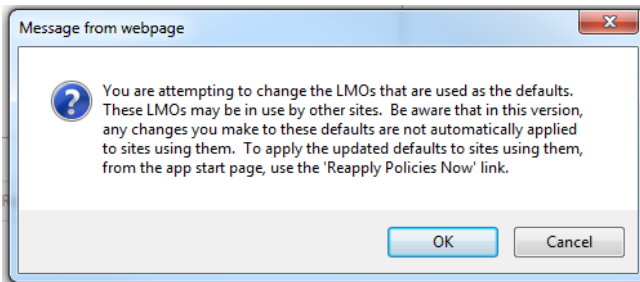 Message from webpage
You are attempting to change the LMOs that are used as the defaults.
These LMOs may be in use by other sites.  Be aware that in this version,
any changes you make to these defaults are not automatically applied
to sites using them.  To apply the updated defaults to sites using them,
from the app start page, use the 'Reapply Policies Now' link.
OK
Cancel